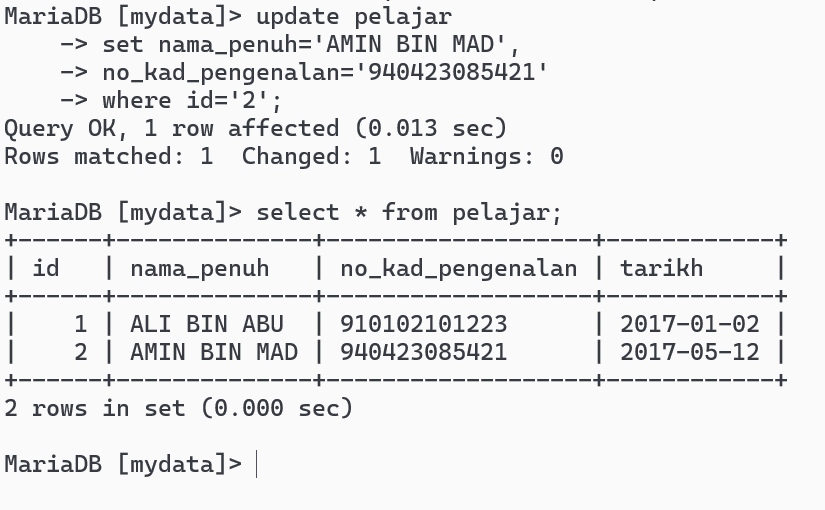 MariaDB [mydata]> update pelajar
    -> set nama_penuh='AMIN BIN MAD',
    -> no_kad_pengenalan='940423085421'
    -> where id='2';
Query OK, 1 row affected (0.013 sec)
Rows matched: 1  Changed: 1  Warnings: 0

MariaDB [mydata]> select * from pelajar;
+------+--------------+-------------------+------------+
| id   | nama_penuh   | no_kad_pengenalan | tarikh     |
+------+--------------+-------------------+------------+
|    1 | ALI BIN ABU  | 910102101223      | 2017-01-02 |
|    2 | AMIN BIN MAD | 940423085421      | 2017-05-12 |
+------+--------------+-------------------+------------+
2 rows in set (0.000 sec)

MariaDB [mydata]>